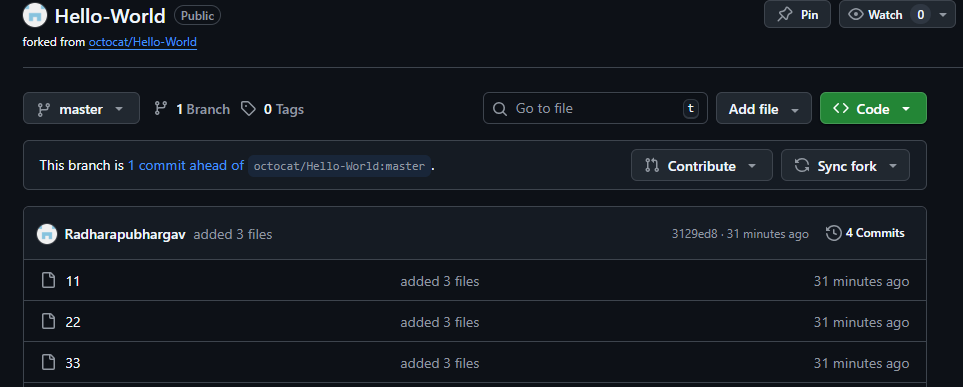 Hello-World Public Pin Watch 0
forked from octocat/Hello-World
master 1 Branch 0 Tags Go to file t Add file Code
This branch is 1 commit ahead of octocat/Hello-World:master. Contribute Sync fork
Radharapubhargav added 3 files 3129ed8 · 31 minutes ago 4 Commits
11 added 3 files 31 minutes ago
22 added 3 files 31 minutes ago
33 added 3 files 31 minutes ago